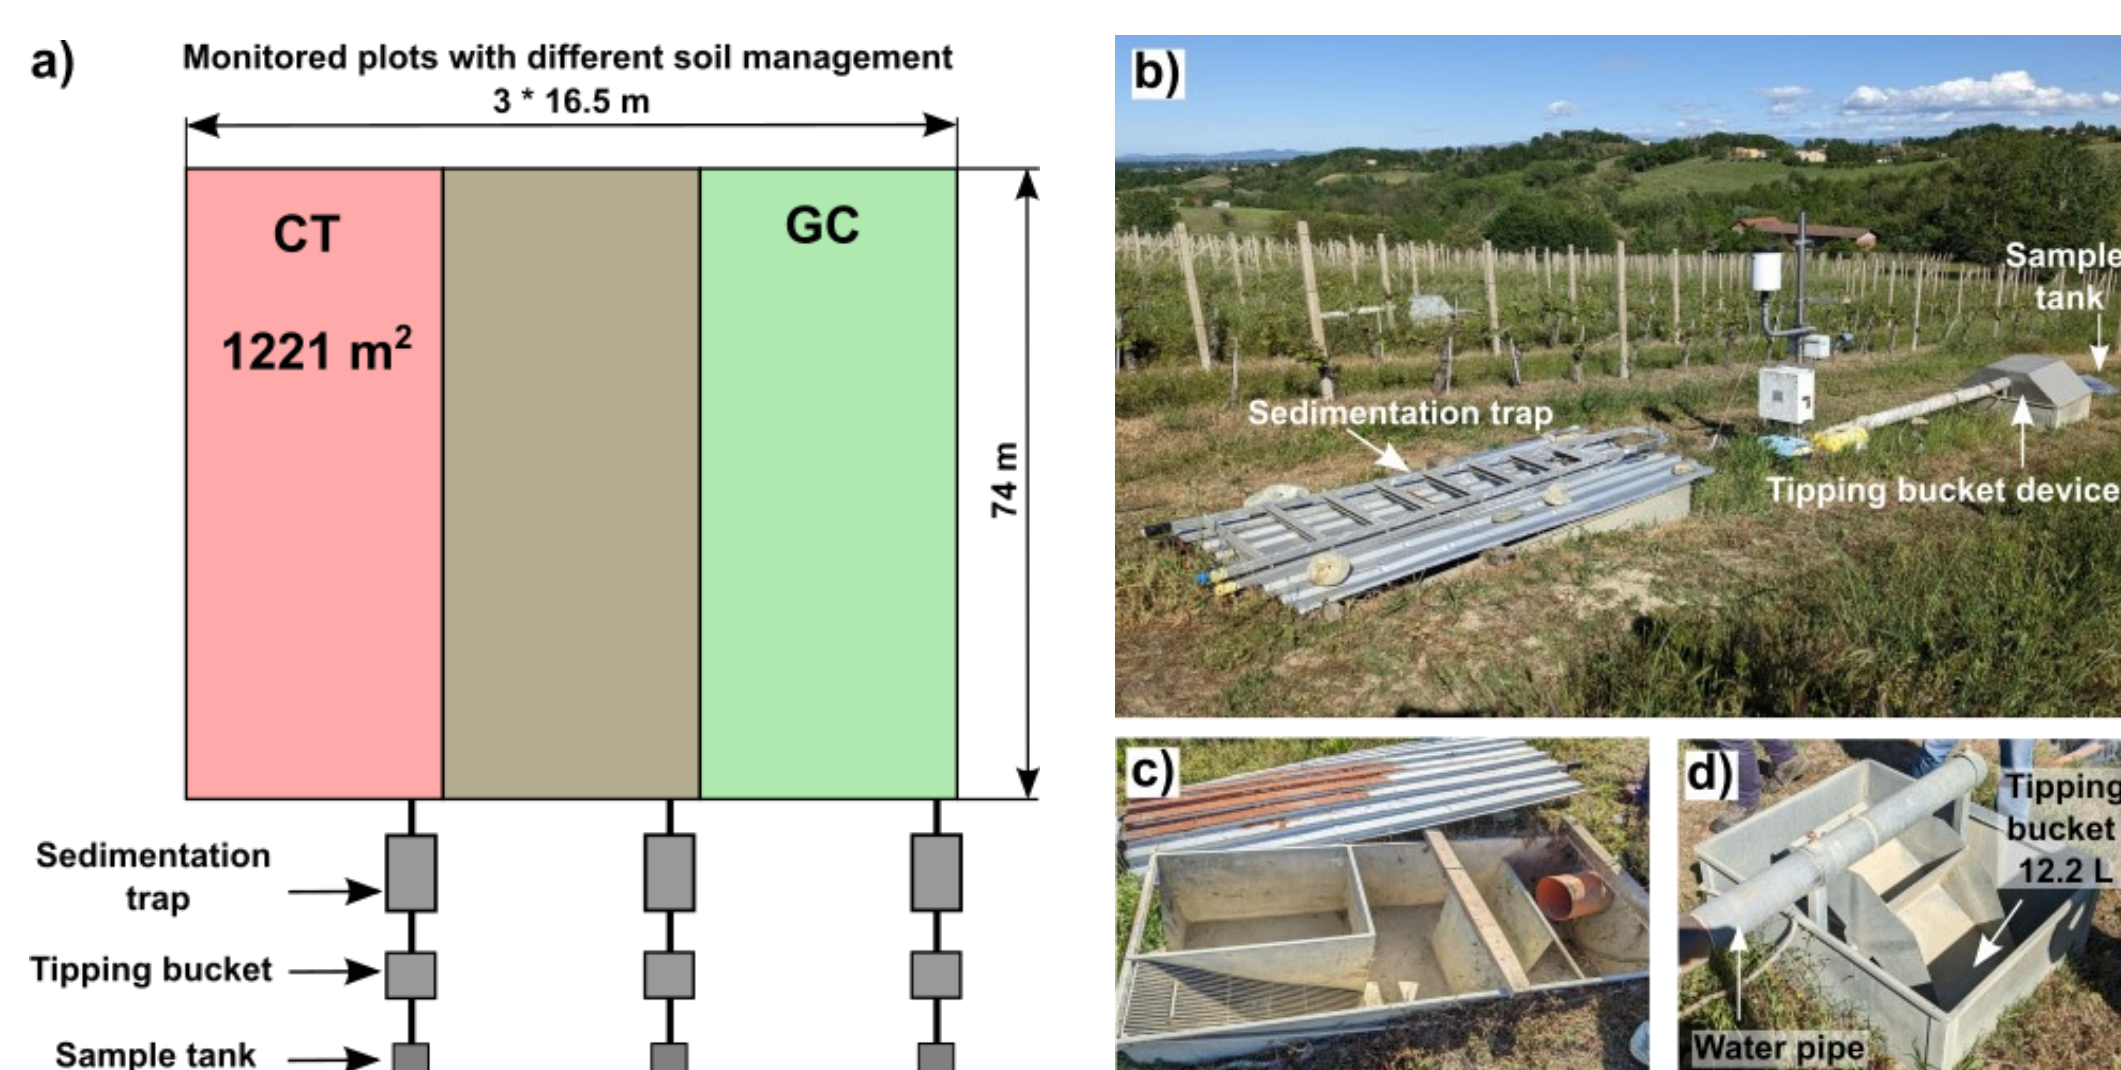 a)
Monitored plots with different soil management
3 * 16.5 m
CT
1221 m²
GC
74 m
Sedimentation
trap
Tipping bucket
Sample tank
b)
Sample
tank
Sedimentation trap
Tipping bucket device
c)
d)
Tipping
bucket
12.2 L
Water pipe